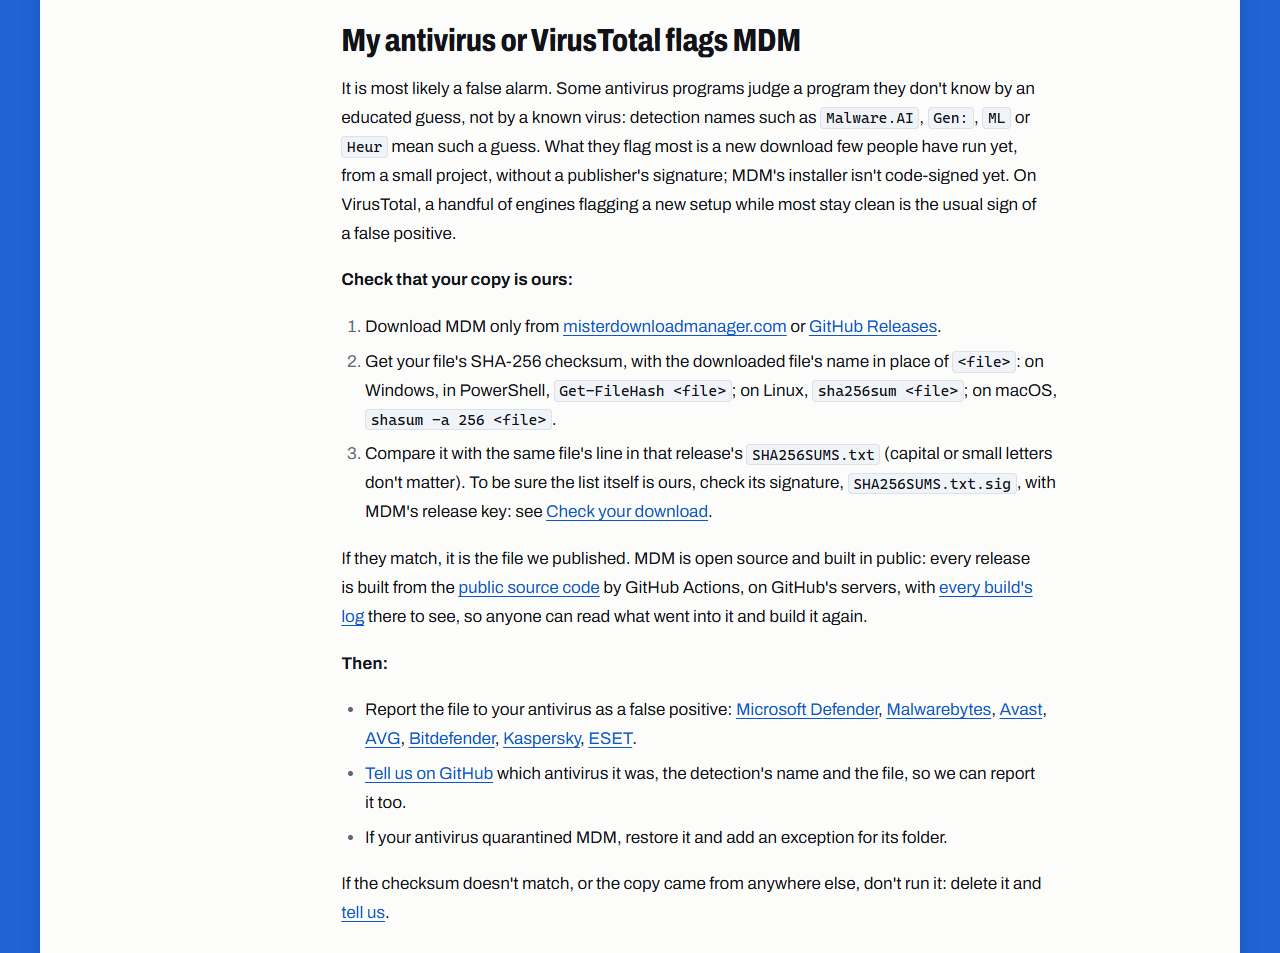 My antivirus or VirusTotal flags MDM
It is most likely a false alarm. Some antivirus programs judge a program they don't know by an
educated guess, not by a known virus: detection names such as Malware.AI, Gen:, ML or
Heur mean such a guess. What they flag most is a new download few people have run yet,
from a small project, without a publisher's signature; MDM's installer isn't code-signed yet. On
VirusTotal, a handful of engines flagging a new setup while most stay clean is the usual sign of
a false positive.
Check that your copy is ours:
1. Download MDM only from misterdownloadmanager.com or GitHub Releases.
2. Get your file's SHA-256 checksum, with the downloaded file's name in place of <file>: on
Windows, in PowerShell, Get-FileHash <file>; on Linux, sha256sum <file>; on macOS,
shasum -a 256 <file>.
3. Compare it with the same file's line in that release's SHA256SUMS.txt (capital or small letters
don't matter). To be sure the list itself is ours, check its signature, SHA256SUMS.txt.sig, with
MDM's release key: see Check your download.
If they match, it is the file we published. MDM is open source and built in public: every release
is built from the public source code by GitHub Actions, on GitHub's servers, with every build's
log there to see, so anyone can read what went into it and build it again.
Then:
• Report the file to your antivirus as a false positive: Microsoft Defender, Malwarebytes, Avast,
AVG, Bitdefender, Kaspersky, ESET.
• Tell us on GitHub which antivirus it was, the detection's name and the file, so we can report
it too.
• If your antivirus quarantined MDM, restore it and add an exception for its folder.
If the checksum doesn't match, or the copy came from anywhere else, don't run it: delete it and
tell us.